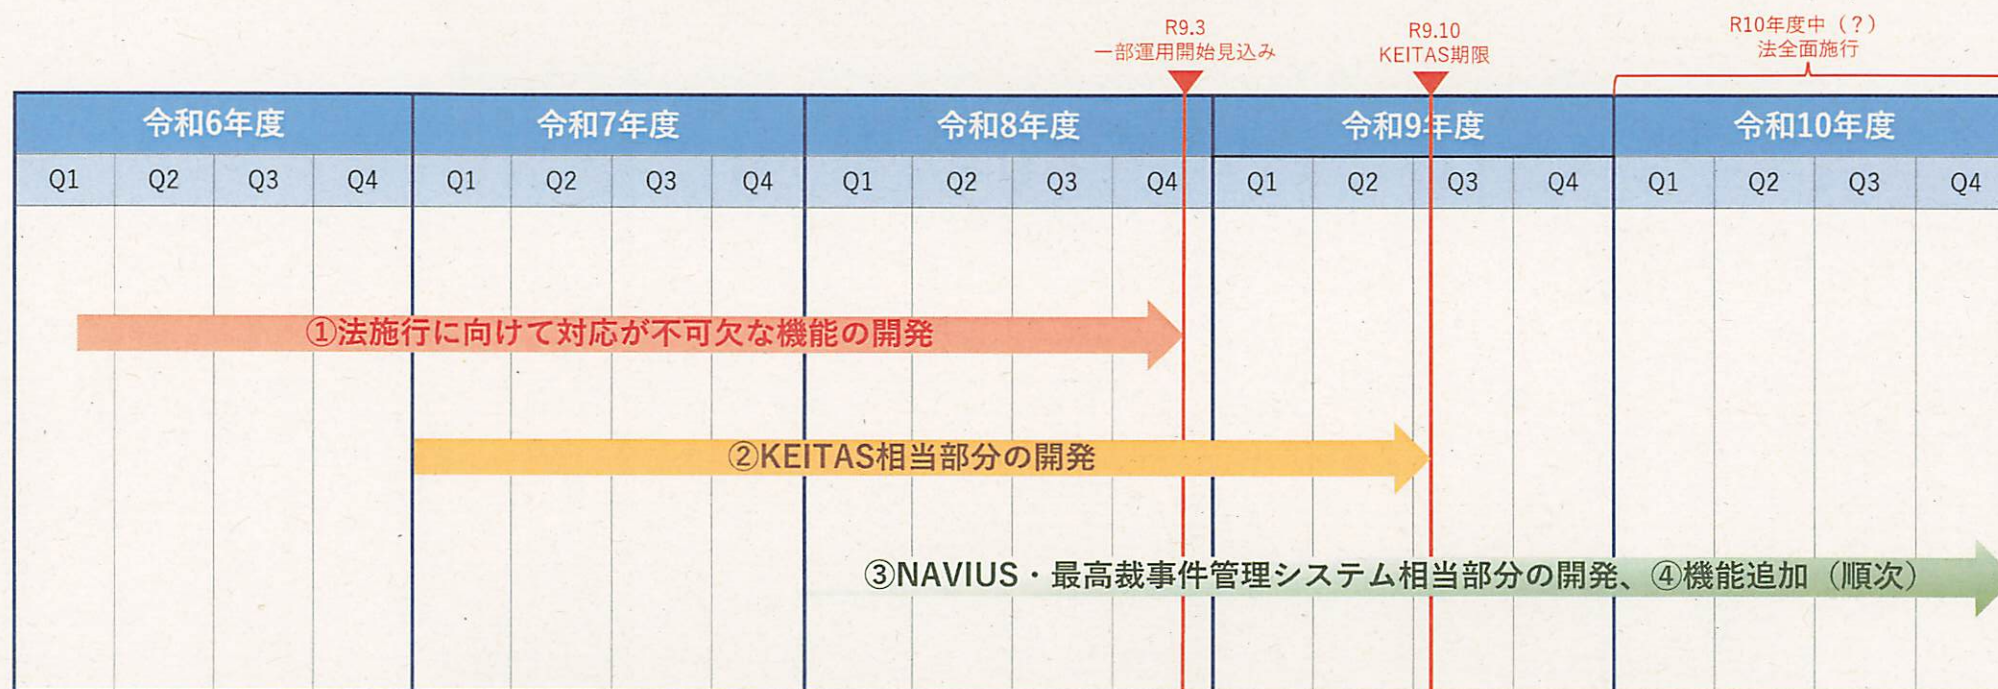 R9.3
一部運用開始見込み
R9.10
KEITAS期限
R10年度中（？）
法全面施行
令和6年度 令和7年度 令和8年度 令和9年度 令和10年度
Q1 Q2 Q3 Q4 Q1 Q2 Q3 Q4 Q1 Q2 Q3 Q4 Q1 Q2 Q3 Q4 Q1 Q2 Q3 Q4
①法施行に向けて対応が不可欠な機能の開発
②KEITAS相当部分の開発
③NAVIUS・最高裁事件管理システム相当部分の開発、④機能追加（順次）